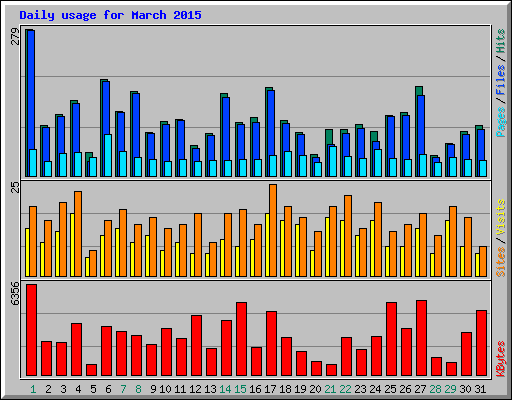 Daily usage for March 2015
279
25
6356
Pages / Files / Hits
Sites / Visits
KBytes
1 2 3 4 5 6 7 8 9 10 11 12 13 14 15 16 17 18 19 20 21 22 23 24 25 26 27 28 29 30 31